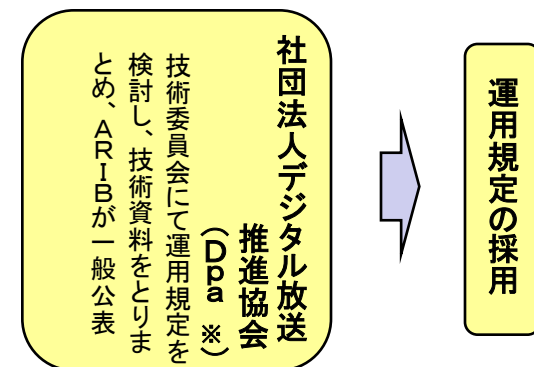 社団法人デジタル放送
推進協会
（Dpa ※）
技術委員会にて運用規定を
検討し、技術資料をとりま
とめ、ARIBが一般公表
運用規定の採用